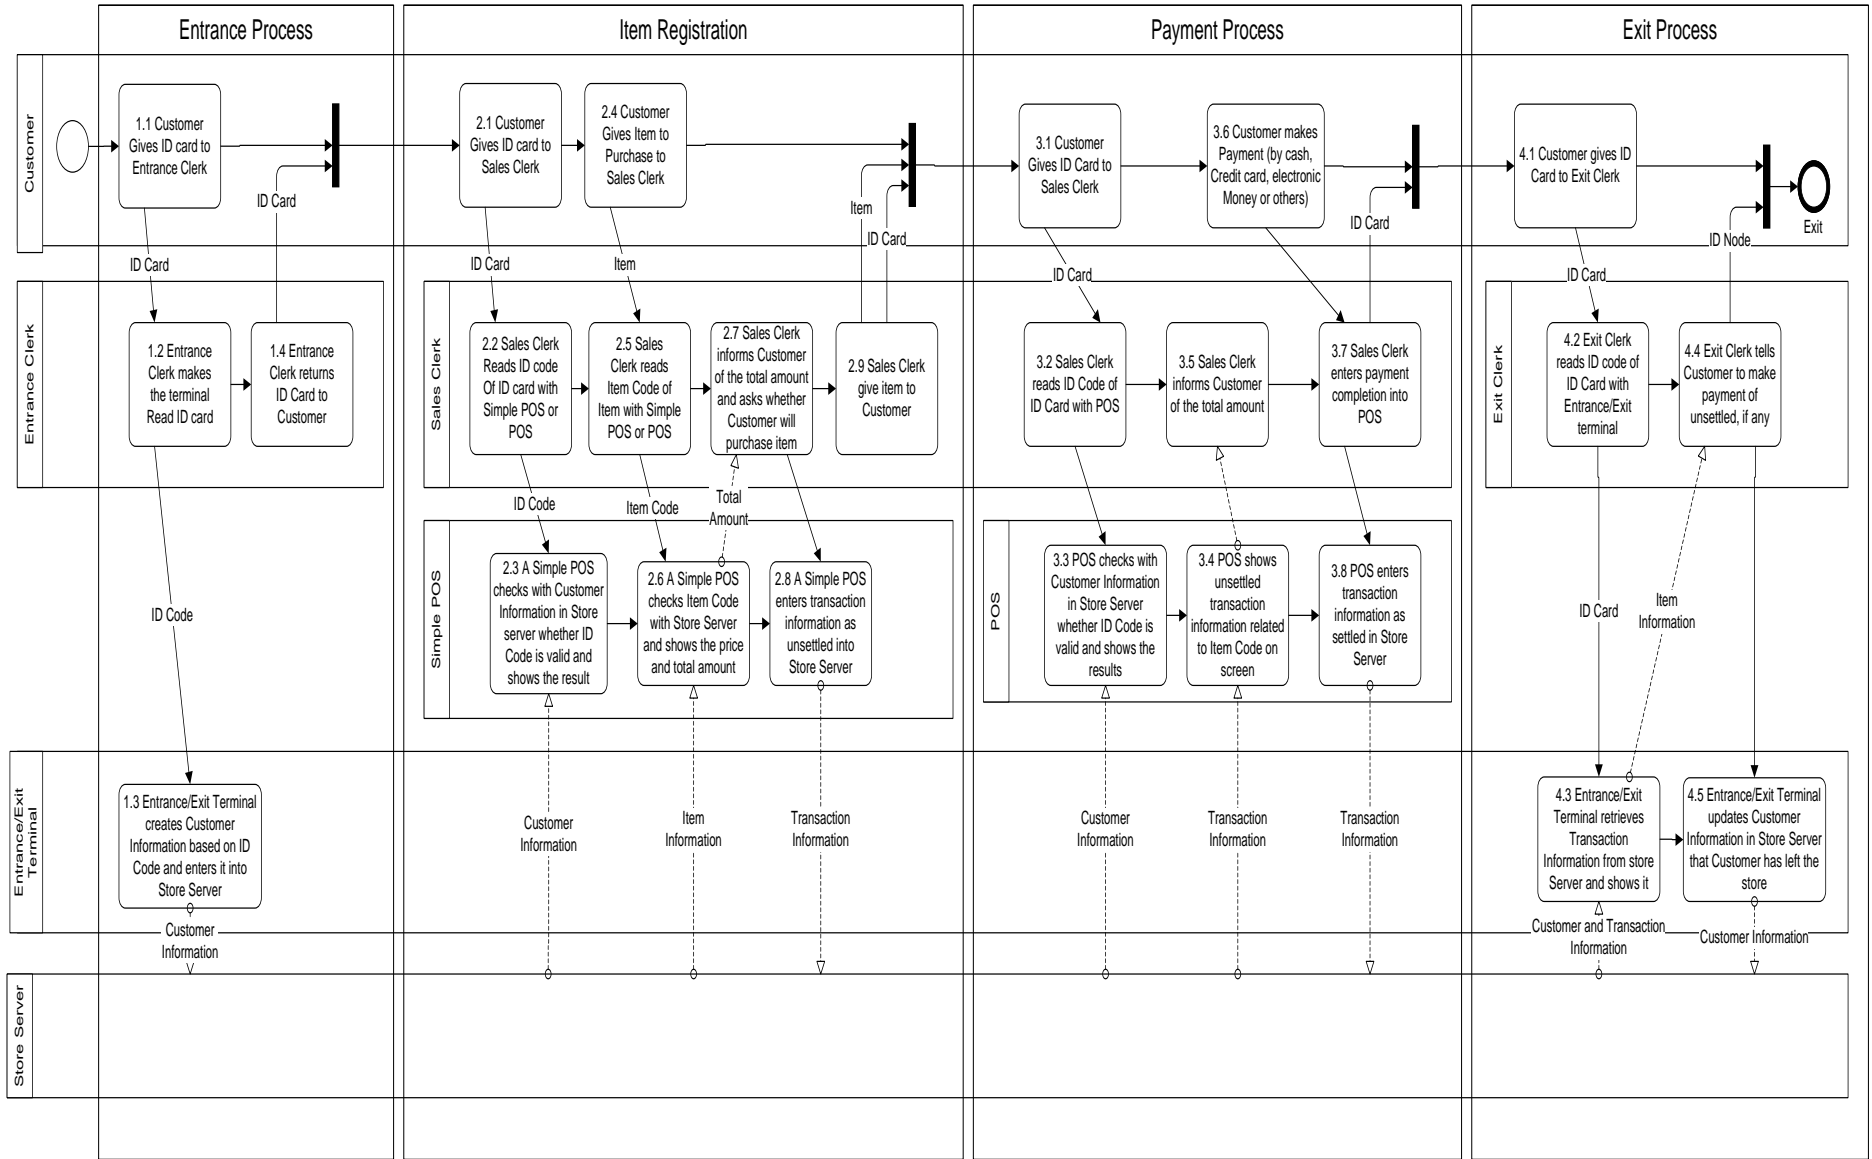 Entrance Process
Item Registration
Payment Process
Exit Process
Customer
1.1 Customer
Gives ID card to
Entrance Clerk
ID Card
ID Card
2.1 Customer
Gives ID card to
Sales Clerk
2.4 Customer
Gives Item to
Purchase to
Sales Clerk
ID Card
Item
Item
ID Card
3.1 Customer
Gives ID Card to
Sales Clerk
3.6 Customer makes
Payment (by cash,
Credit card, electronic
Money or others)
ID Card
ID Card
4.1 Customer gives ID
Card to Exit Clerk
ID Card
ID Node
Exit
Entrance Clerk
1.2 Entrance
Clerk makes
the terminal
Read ID card
1.4 Entrance
Clerk returns
ID Card to
Customer
ID Code
Sales Clerk
2.2 Sales Clerk
Reads ID code
Of ID card with
Simple POS or
POS
2.5 Sales
Clerk reads
Item Code of
Item with Simple
POS or POS
2.7 Sales Clerk
informs Customer
of the total amount
and asks whether
Customer will
purchase item
2.9 Sales Clerk
give item to
Customer
ID Code
Item Code
Total
Amount
3.2 Sales Clerk
reads ID Code of
ID Card with POS
3.5 Sales Clerk
informs Customer
of the total amount
3.7 Sales Clerk
enters payment
completion into
POS
Exit Clerk
4.2 Exit Clerk
reads ID code of
ID Card with
Entrance/Exit
terminal
4.4 Exit Clerk tells
Customer to make
payment of
unsettled, if any
ID Card
Item
Information
Simple POS
2.3 A Simple POS
checks with Customer
Information in Store
server whether ID
Code is valid and
shows the result
2.6 A Simple POS
checks Item Code
with Store Server
and shows the price
and total amount
2.8 A Simple POS
enters transaction
information as
unsettled into
Store Server
POS
3.3 POS checks with
Customer Information
in Store Server
whether ID Code is
valid and shows the
results
3.4 POS shows
unsettled
transaction
information related
to Item Code on
screen
3.8 POS enters
transaction
information as
settled in Store
Server
Entrance/Exit
Terminal
1.3 Entrance/Exit Terminal
creates Customer
Information based on ID
Code and enters it into
Store Server
Customer
Information
Customer
Information
Item
Information
Transaction
Information
Customer
Information
Transaction
Information
Transaction
Information
4.3 Entrance/Exit
Terminal retrieves
Transaction
Information from store
Server and shows it
4.5 Entrance/Exit Terminal
updates Customer
Information in Store Server
that Customer has left the
store
Customer and Transaction
Information
Customer Information
Store Server